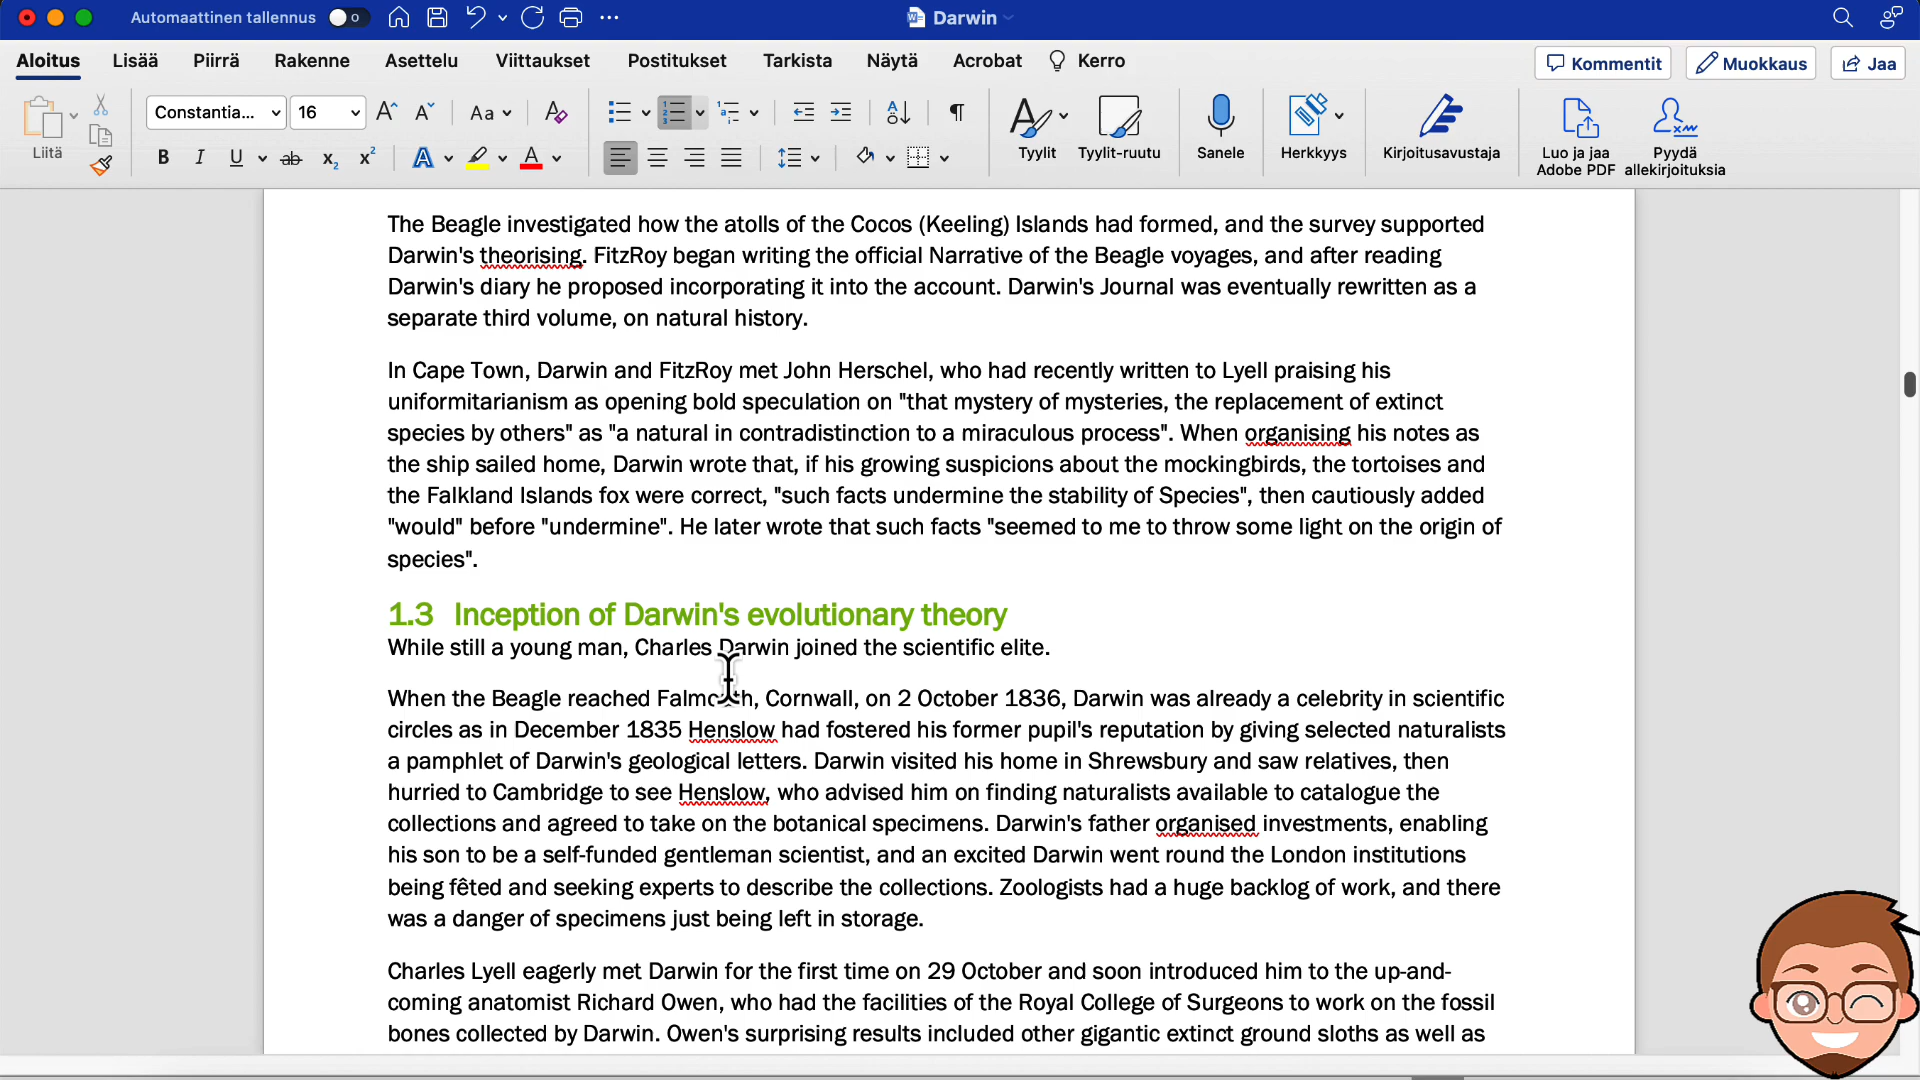 Automaattinen tallennus
Darwin
Aloitus Lisää Piirrä Rakenne Asettelu Viittaukset Postitukset Tarkista Näytä Acrobat Kerro
Kommentit Muokkaus Jaa
Constantia... 16
Liitä
Tyylit Tyylit-ruutu Sanele Herkkyys Kirjoitusavustaja Luo ja jaa Adobe PDF Pyydä allekirjoituksia
The Beagle investigated how the atolls of the Cocos (Keeling) Islands had formed, and the survey supported
Darwin's theorising. FitzRoy began writing the official Narrative of the Beagle voyages, and after reading
Darwin's diary he proposed incorporating it into the account. Darwin's Journal was eventually rewritten as a
separate third volume, on natural history.
In Cape Town, Darwin and FitzRoy met John Herschel, who had recently written to Lyell praising his
uniformitarianism as opening bold speculation on "that mystery of mysteries, the replacement of extinct
species by others" as "a natural in contradistinction to a miraculous process". When organising his notes as
the ship sailed home, Darwin wrote that, if his growing suspicions about the mockingbirds, the tortoises and
the Falkland Islands fox were correct, "such facts undermine the stability of Species", then cautiously added
"would" before "undermine". He later wrote that such facts "seemed to me to throw some light on the origin of
species".
1.3 Inception of Darwin's evolutionary theory
While still a young man, Charles Darwin joined the scientific elite.
When the Beagle reached Falmouth, Cornwall, on 2 October 1836, Darwin was already a celebrity in scientific
circles as in December 1835 Henslow had fostered his former pupil's reputation by giving selected naturalists
a pamphlet of Darwin's geological letters. Darwin visited his home in Shrewsbury and saw relatives, then
hurried to Cambridge to see Henslow, who advised him on finding naturalists available to catalogue the
collections and agreed to take on the botanical specimens. Darwin's father organised investments, enabling
his son to be a self-funded gentleman scientist, and an excited Darwin went round the London institutions
being fêted and seeking experts to describe the collections. Zoologists had a huge backlog of work, and there
was a danger of specimens just being left in storage.
Charles Lyell eagerly met Darwin for the first time on 29 October and soon introduced him to the up-and-
coming anatomist Richard Owen, who had the facilities of the Royal College of Surgeons to work on the fossil
bones collected by Darwin. Owen's surprising results included other gigantic extinct ground sloths as well as